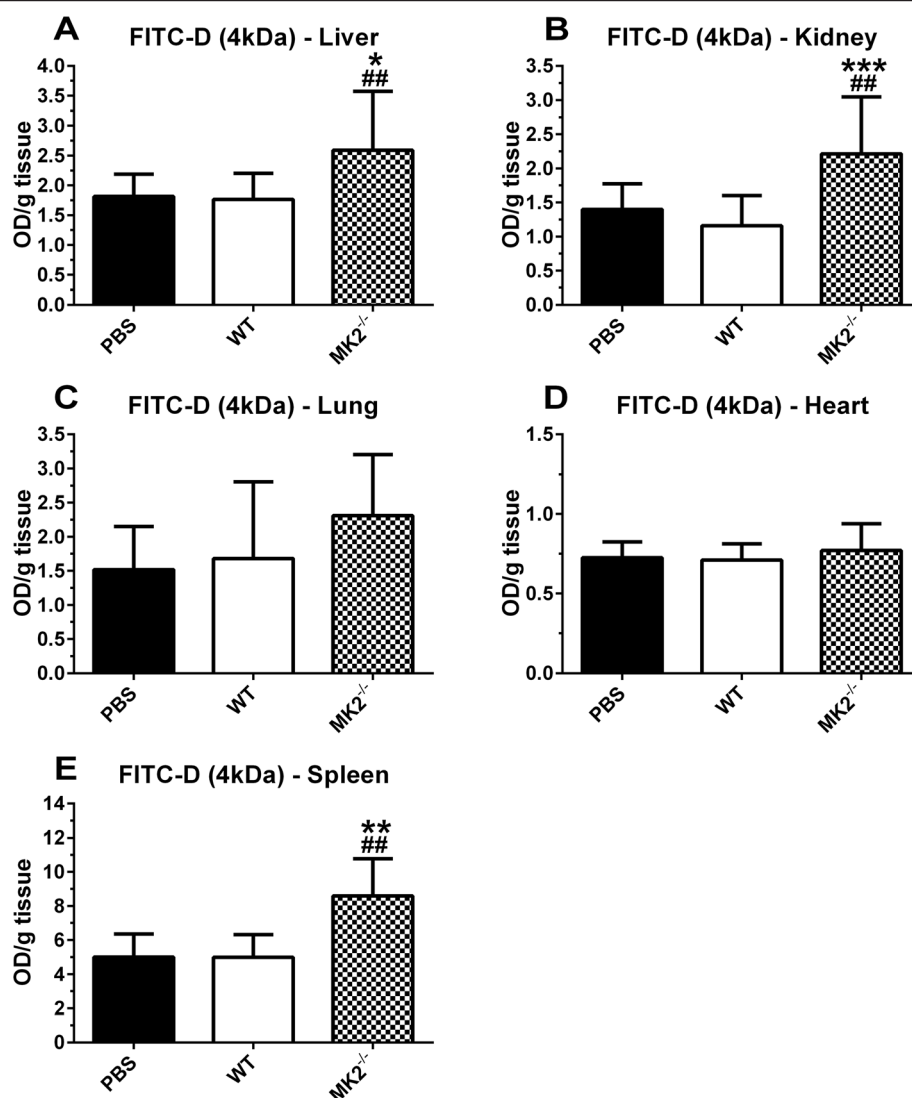 A
FITC-D (4kDa) - Liver
*
##
4.0
3.5
3.0
2.5
2.0
1.5
1.0
0.5
0.0
OD/g tissue
PBS
WT
MK2-/-
B
FITC-D (4kDa) - Kidney
***
##
3.5
3.0
2.5
2.0
1.5
1.0
0.5
0.0
OD/g tissue
PBS
WT
MK2-/-
C
FITC-D (4kDa) - Lung
3.5
3.0
2.5
2.0
1.5
1.0
0.5
0.0
OD/g tissue
PBS
WT
MK2-/-
D
FITC-D (4kDa) - Heart
1.5
1.0
0.5
0.0
OD/g tissue
PBS
WT
MK2-/-
E
FITC-D (4kDa) - Spleen
**
##
14
12
10
8
6
4
2
0
OD/g tissue
PBS
WT
MK2-/-